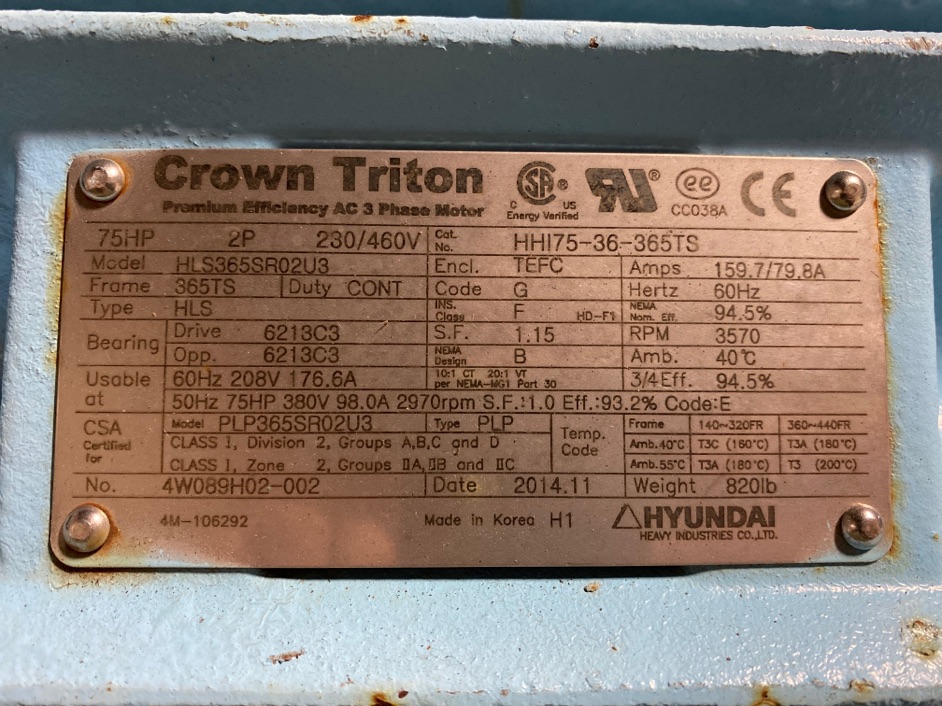 Crown Triton
Premium Efficiency AC 3 Phase Motor
C US
Energy Verified
CC038A
75HP 2P 230/460V Cat. No. HHI75-36-365TS
Model HLS365SR02U3 Encl. TEFC Amps 159.7/79.8A
Frame 365TS Duty CONT Code G Hertz 60Hz
Type HLS INS. Class F HD-F1 NEMA Nom. Eff. 94.5%
Bearing Drive 6213C3 S.F. 1.15 RPM 3570
Opp. 6213C3 NEMA Design B Amb. 40℃
Usable at 60Hz 208V 176.6A 10:1 CT 20:1 VT per NEMA-MG1 Part 30 3/4Eff. 94.5%
50Hz 75HP 380V 98.0A 2970rpm S.F.:1.0 Eff.:93.2% Code:E
CSA Certified for Model PLP365SR02U3 Type PLP Temp. Code Frame 140~320FR 360~440FR
CLASS I, Division 2, Groups A,B,C and D Amb.40℃ T3C (160℃) T3A (180℃)
CLASS I, Zone 2, Groups ⅡA,ⅡB and ⅡC Amb.55℃ T3A (180℃) T3 (200℃)
No. 4W089H02-002 Date 2014.11 Weight 820lb
4M-106292 Made in Korea H1 HYUNDAI
HEAVY INDUSTRIES CO.,LTD.